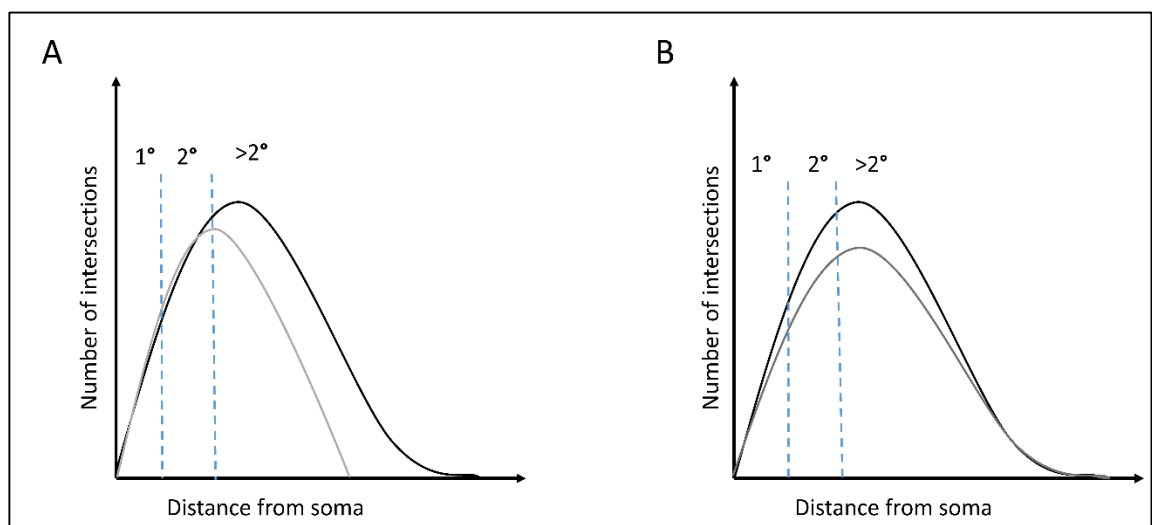 A
1° 2° >2°
Number of intersections
Distance from soma
B
1° 2° >2°
Number of intersections
Distance from soma